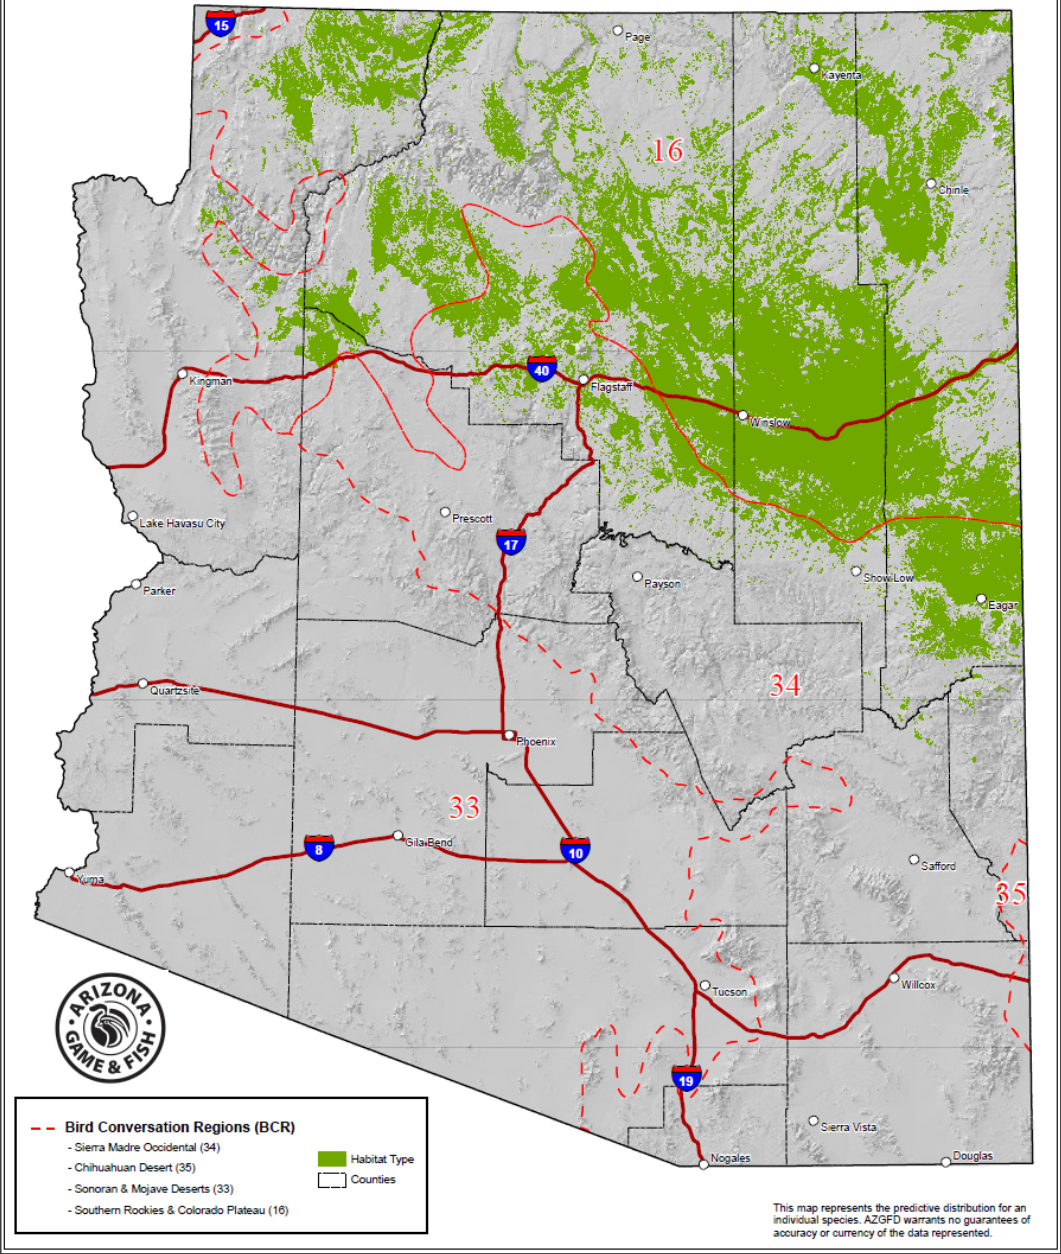 15
Page
Kayenta
16
Chinle
Kingman
40
Flagstaff
Winslow
Lake Havasu City
Prescott
17
Parker
Payson
Show Low
Eagar
34
Quartzsite
Phoenix
33
8
Gila Bend
10
Safford
Yuma
35
Tucson
Willcox
ARIZONA
GAME & FISH
19
Sierra Vista
Nogales
Douglas
Bird Conversation Regions (BCR)
- Sierra Madre Occidental (34)
- Chihuahuan Desert (35)
- Sonoran & Mojave Deserts (33)
- Southern Rockies & Colorado Plateau (16)
Habitat Type
Counties
This map represents the predictive distribution for an
individual species. AZGFD warrants no guarantees of
accuracy or currency of the data represented.